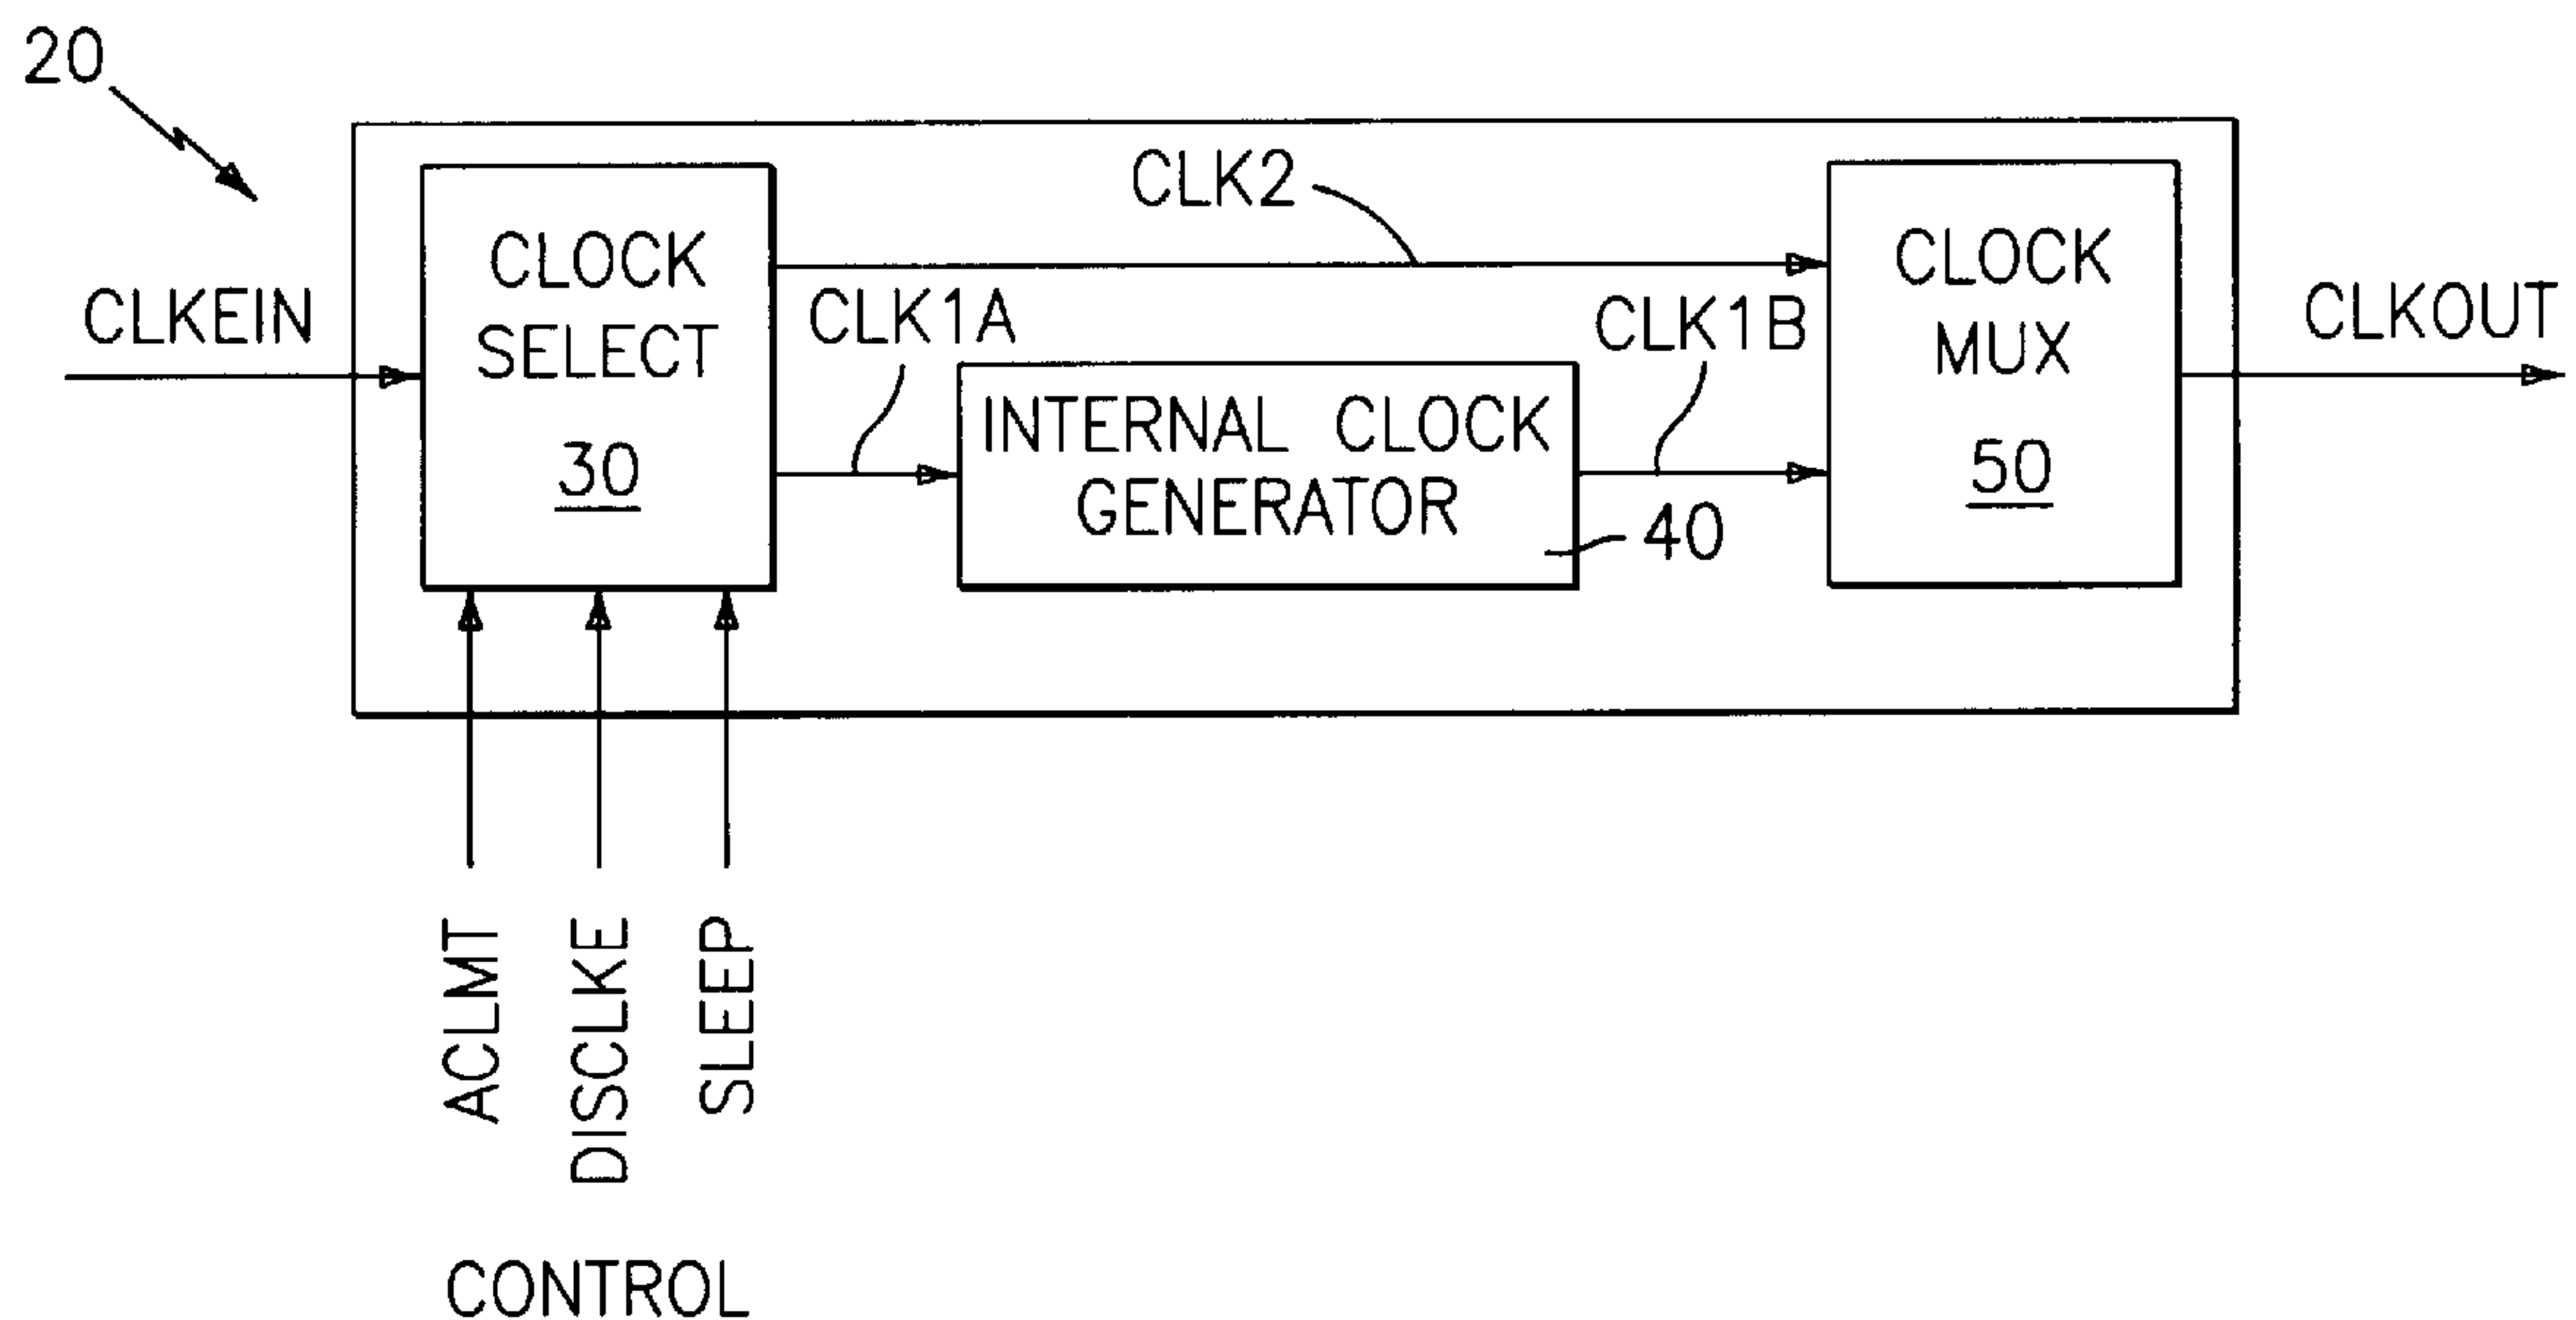 20
CLKEIN
CLOCK
SELECT
30
CLK2
CLK1A
INTERNAL CLOCK
GENERATOR
40
CLK1B
CLOCK
MUX
50
CLKOUT
ACLMT
DISCLKE
SLEEP
CONTROL